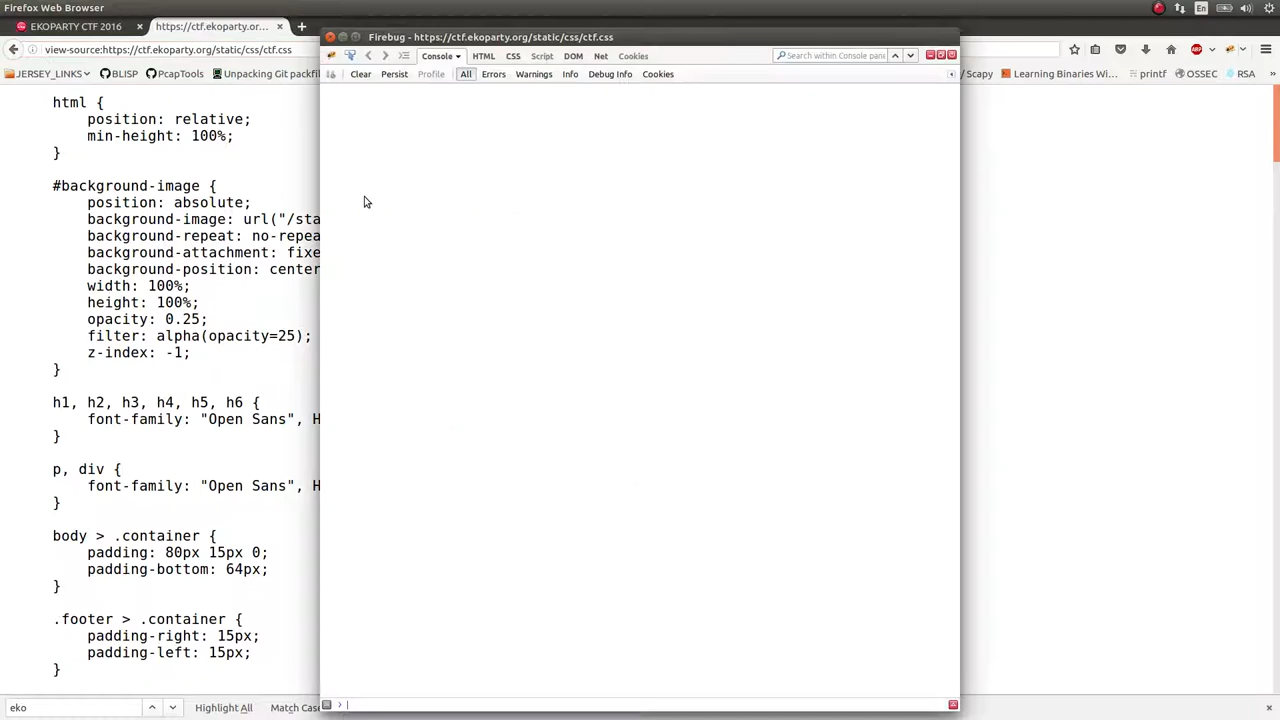 Firefox Web Browser
En
EKOPARTY CTF 2016
https://ctf.ekoparty.or...
view-source:https://ctf.ekoparty.org/static/css/ctf.css
ABP
JERSEY_LINKS
BLISP
PcapTools
Unpacking Git packfil
/ Scapy
Learning Binaries Wi...
printf
OSSEC
RSA
»
Firebug - https://ctf.ekoparty.org/static/css/ctf.css
Console
HTML
CSS
Script
DOM
Net
Cookies
Search within Console pane
Clear
Persist
Profile
All
Errors
Warnings
Info
Debug Info
Cookies
html {
position: relative;
min-height: 100%;
}
#background-image {
position: absolute;
background-image: url("/sta
background-repeat: no-repea
background-attachment: fixe
background-position: center
width: 100%;
height: 100%;
opacity: 0.25;
filter: alpha(opacity=25);
z-index: -1;
}
h1, h2, h3, h4, h5, h6 {
font-family: "Open Sans", H
}
p, div {
font-family: "Open Sans", H
}
body > .container {
padding: 80px 15px 0;
padding-bottom: 64px;
}
.footer > .container {
padding-right: 15px;
padding-left: 15px;
}
eko
Highlight All
Match Case